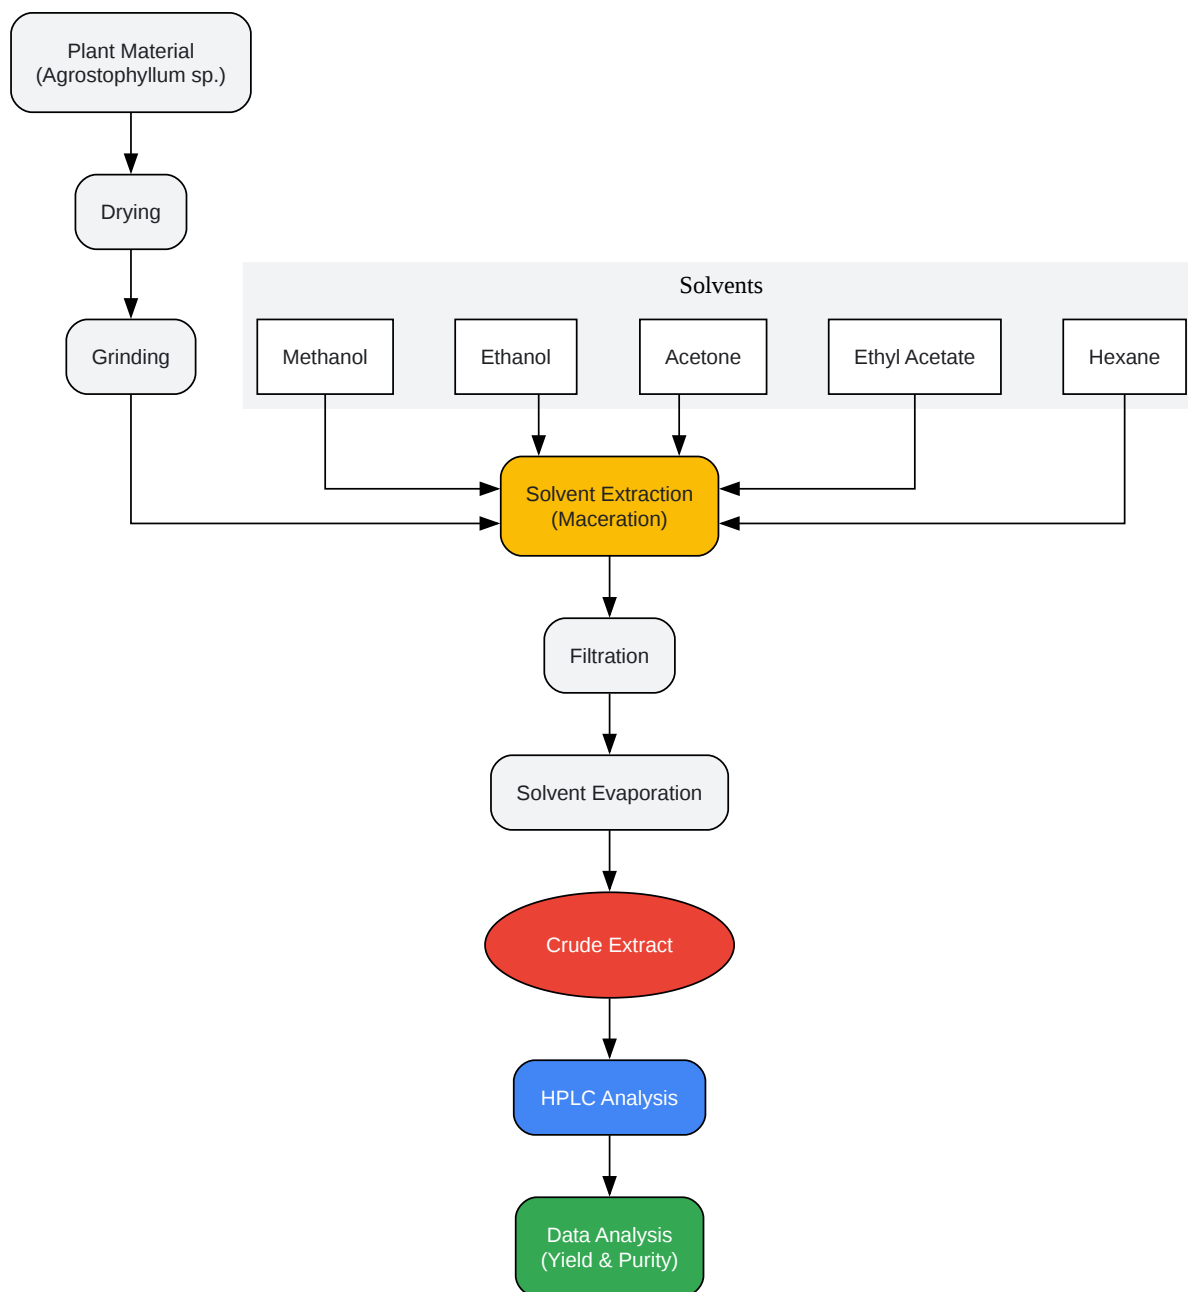 Plant Material
(Agrostophyllum sp.)
Drying
Grinding
Solvents
Methanol
Ethanol
Acetone
Ethyl Acetate
Hexane
Solvent Extraction
(Maceration)
Filtration
Solvent Evaporation
Crude Extract
HPLC Analysis
Data Analysis
(Yield & Purity)